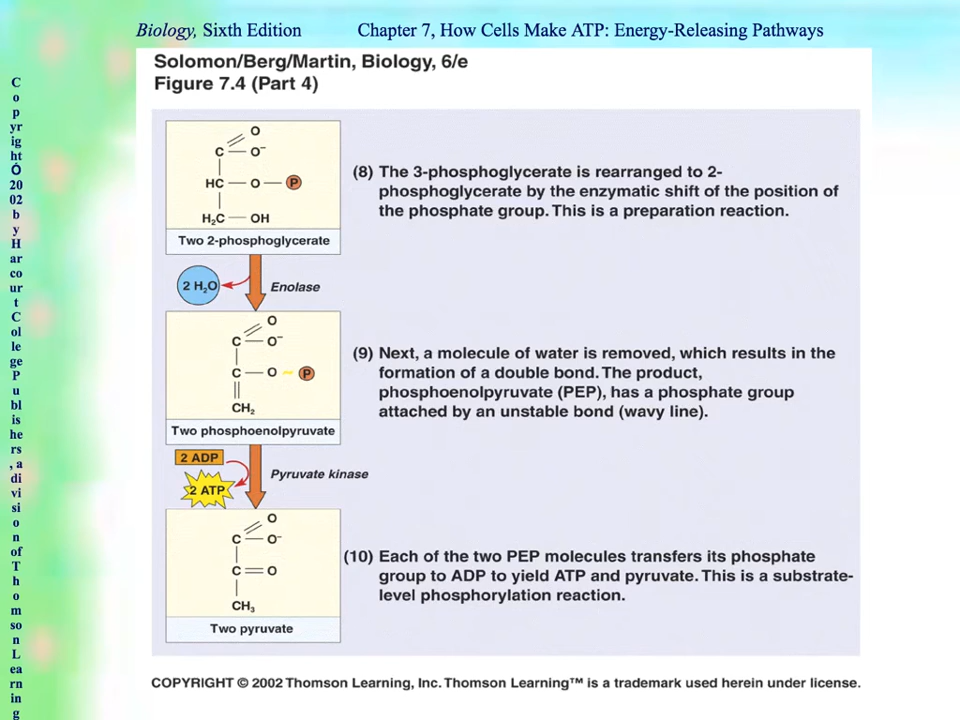 Biology, Sixth Edition Chapter 7, How Cells Make ATP: Energy-Releasing Pathways
Solomon/Berg/Martin, Biology, 6/e
Figure 7.4 (Part 4)
O
C — O⁻
HC — O — P
H₂C — OH
Two 2-phosphoglycerate
(8) The 3-phosphoglycerate is rearranged to 2-
phosphoglycerate by the enzymatic shift of the position of
the phosphate group. This is a preparation reaction.
2 H₂O
Enolase
O
C — O⁻
C — O ~ P
CH₂
Two phosphoenolpyruvate
(9) Next, a molecule of water is removed, which results in the
formation of a double bond. The product,
phosphoenolpyruvate (PEP), has a phosphate group
attached by an unstable bond (wavy line).
2 ADP
2 ATP
Pyruvate kinase
O
C — O⁻
C = O
CH₃
Two pyruvate
(10) Each of the two PEP molecules transfers its phosphate
group to ADP to yield ATP and pyruvate. This is a substrate-
level phosphorylation reaction.
COPYRIGHT © 2002 Thomson Learning, Inc. Thomson Learning™ is a trademark used herein under license.
C
o
p
yr
ig
ht
Ó
20
02
b
y
H
ar
co
ur
t
C
ol
le
ge
P
u
bl
is
he
rs
, a
di
vi
si
o
n
of
T
h
o
m
so
n
L
ea
rn
in
g